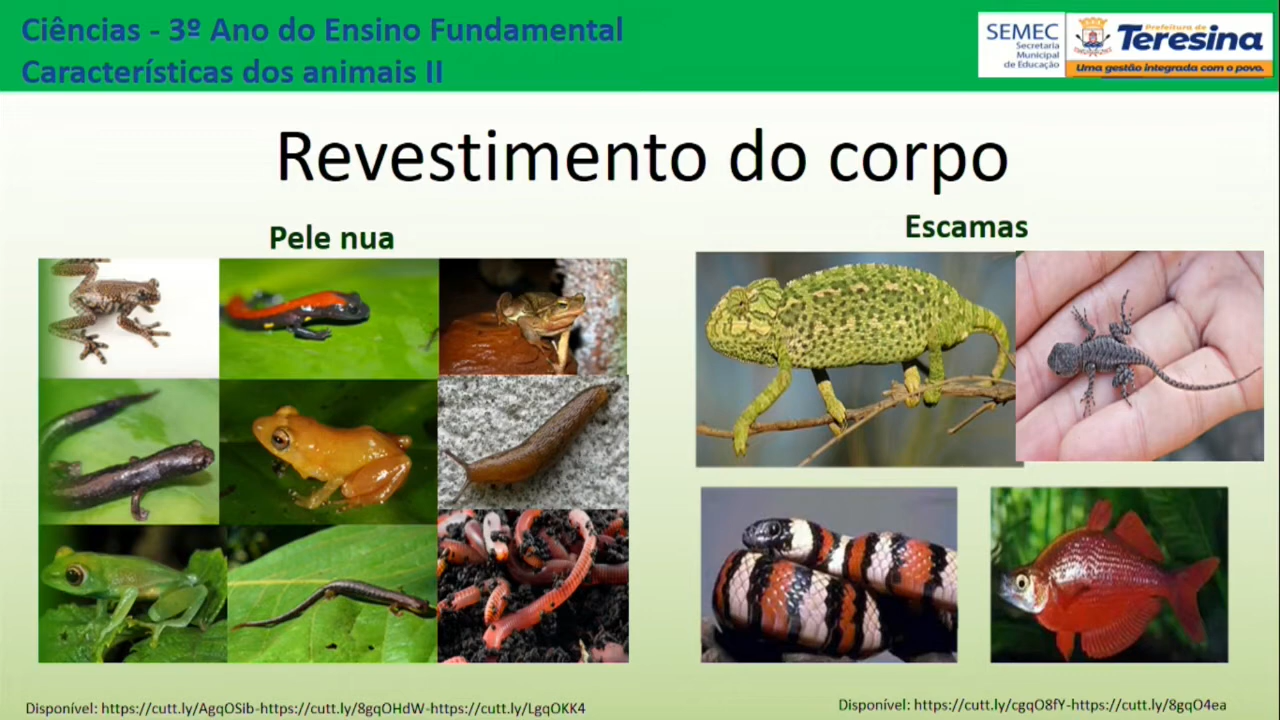 Ciências - 3º Ano do Ensino Fundamental
Características dos animais II
SEMEC
Secretaria
Municipal
de Educação
Prefeitura de
Teresina
Uma gestão integrada com o povo.
Revestimento do corpo
Pele nua
Escamas
Disponível: https://cutt.ly/AgqOSib-https://cutt.ly/8gqOHdW-https://cutt.ly/LgqOKK4
Disponível: https://cutt.ly/cgqO8fY-https://cutt.ly/8gqO4ea